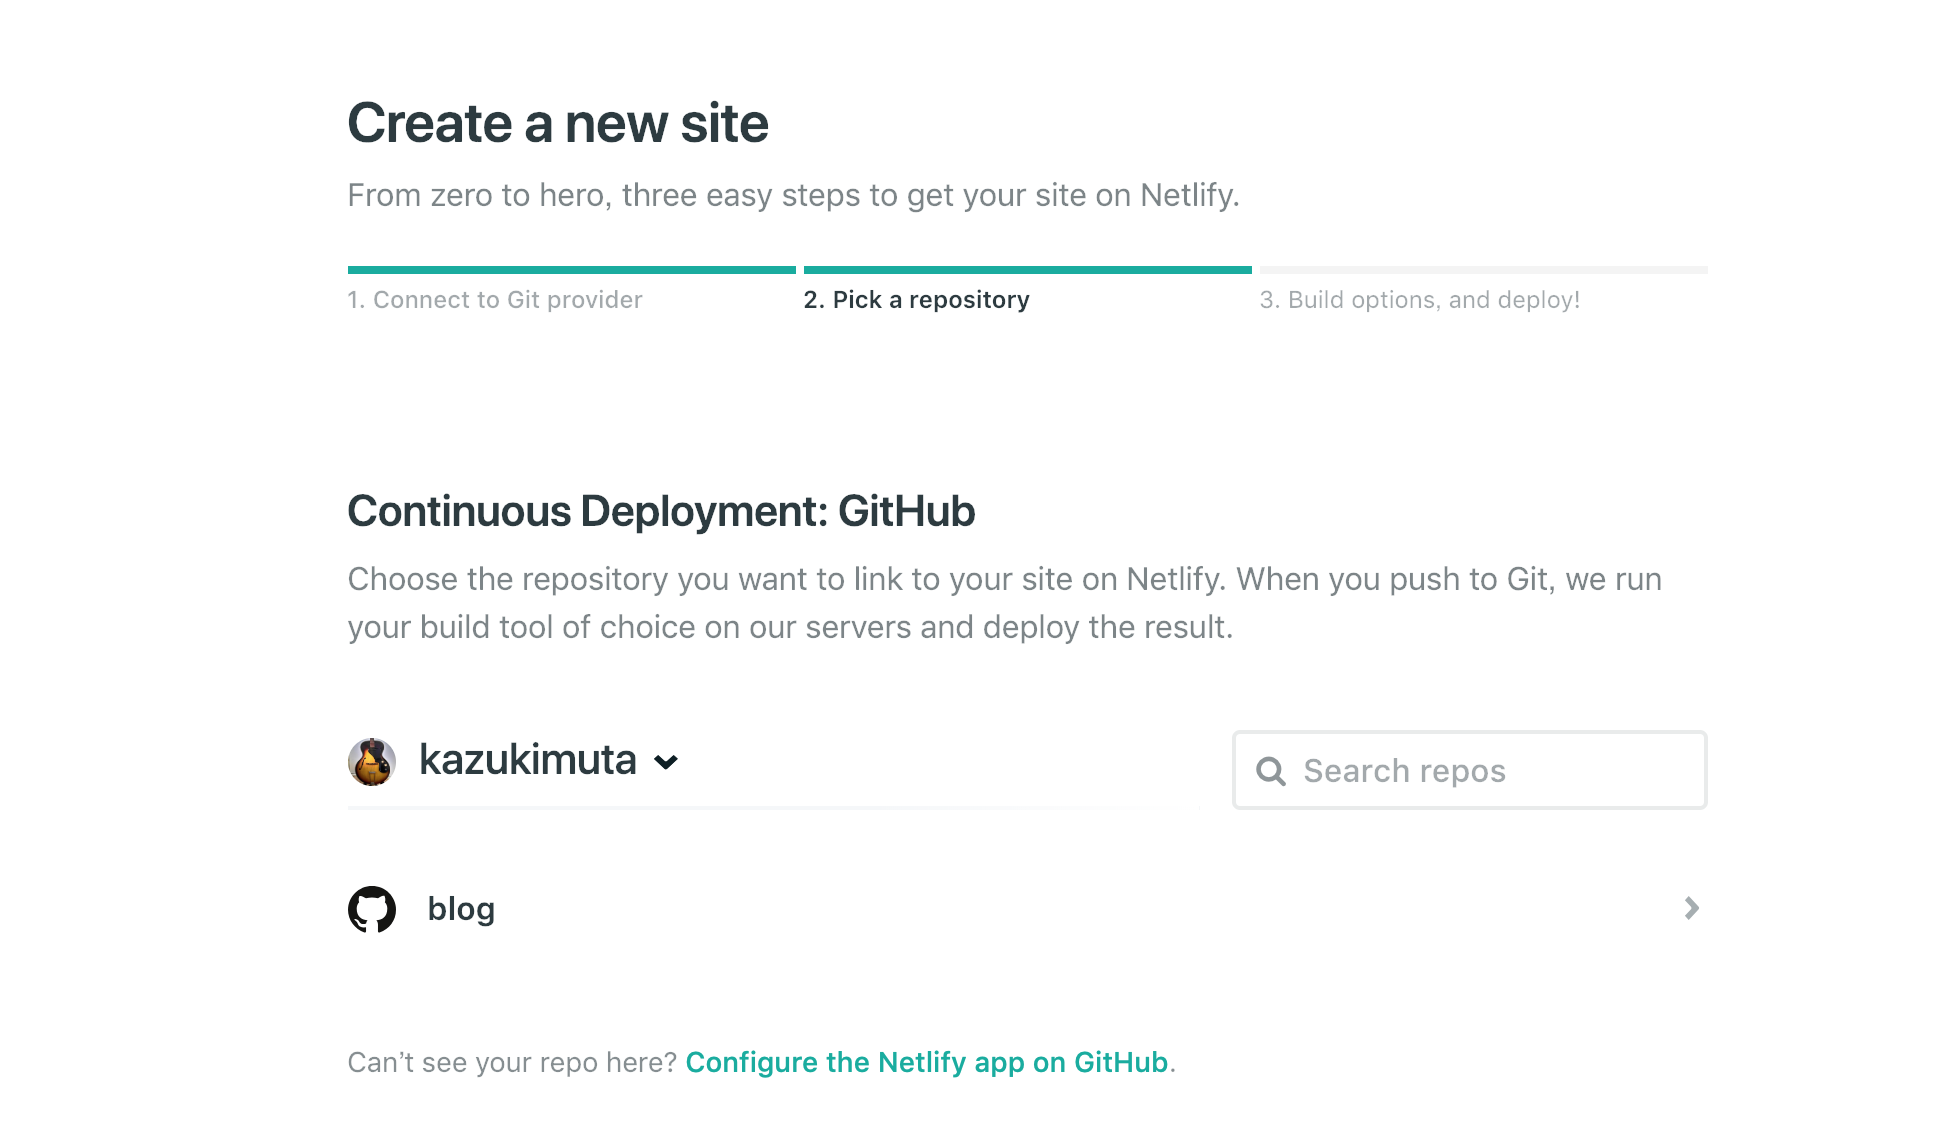 Create a new site
From zero to hero, three easy steps to get your site on Netlify.
1. Connect to Git provider
2. Pick a repository
3. Build options, and deploy!
Continuous Deployment: GitHub
Choose the repository you want to link to your site on Netlify. When you push to Git, we run
your build tool of choice on our servers and deploy the result.
kazukimuta
Search repos
blog
Can’t see your repo here? Configure the Netlify app on GitHub.